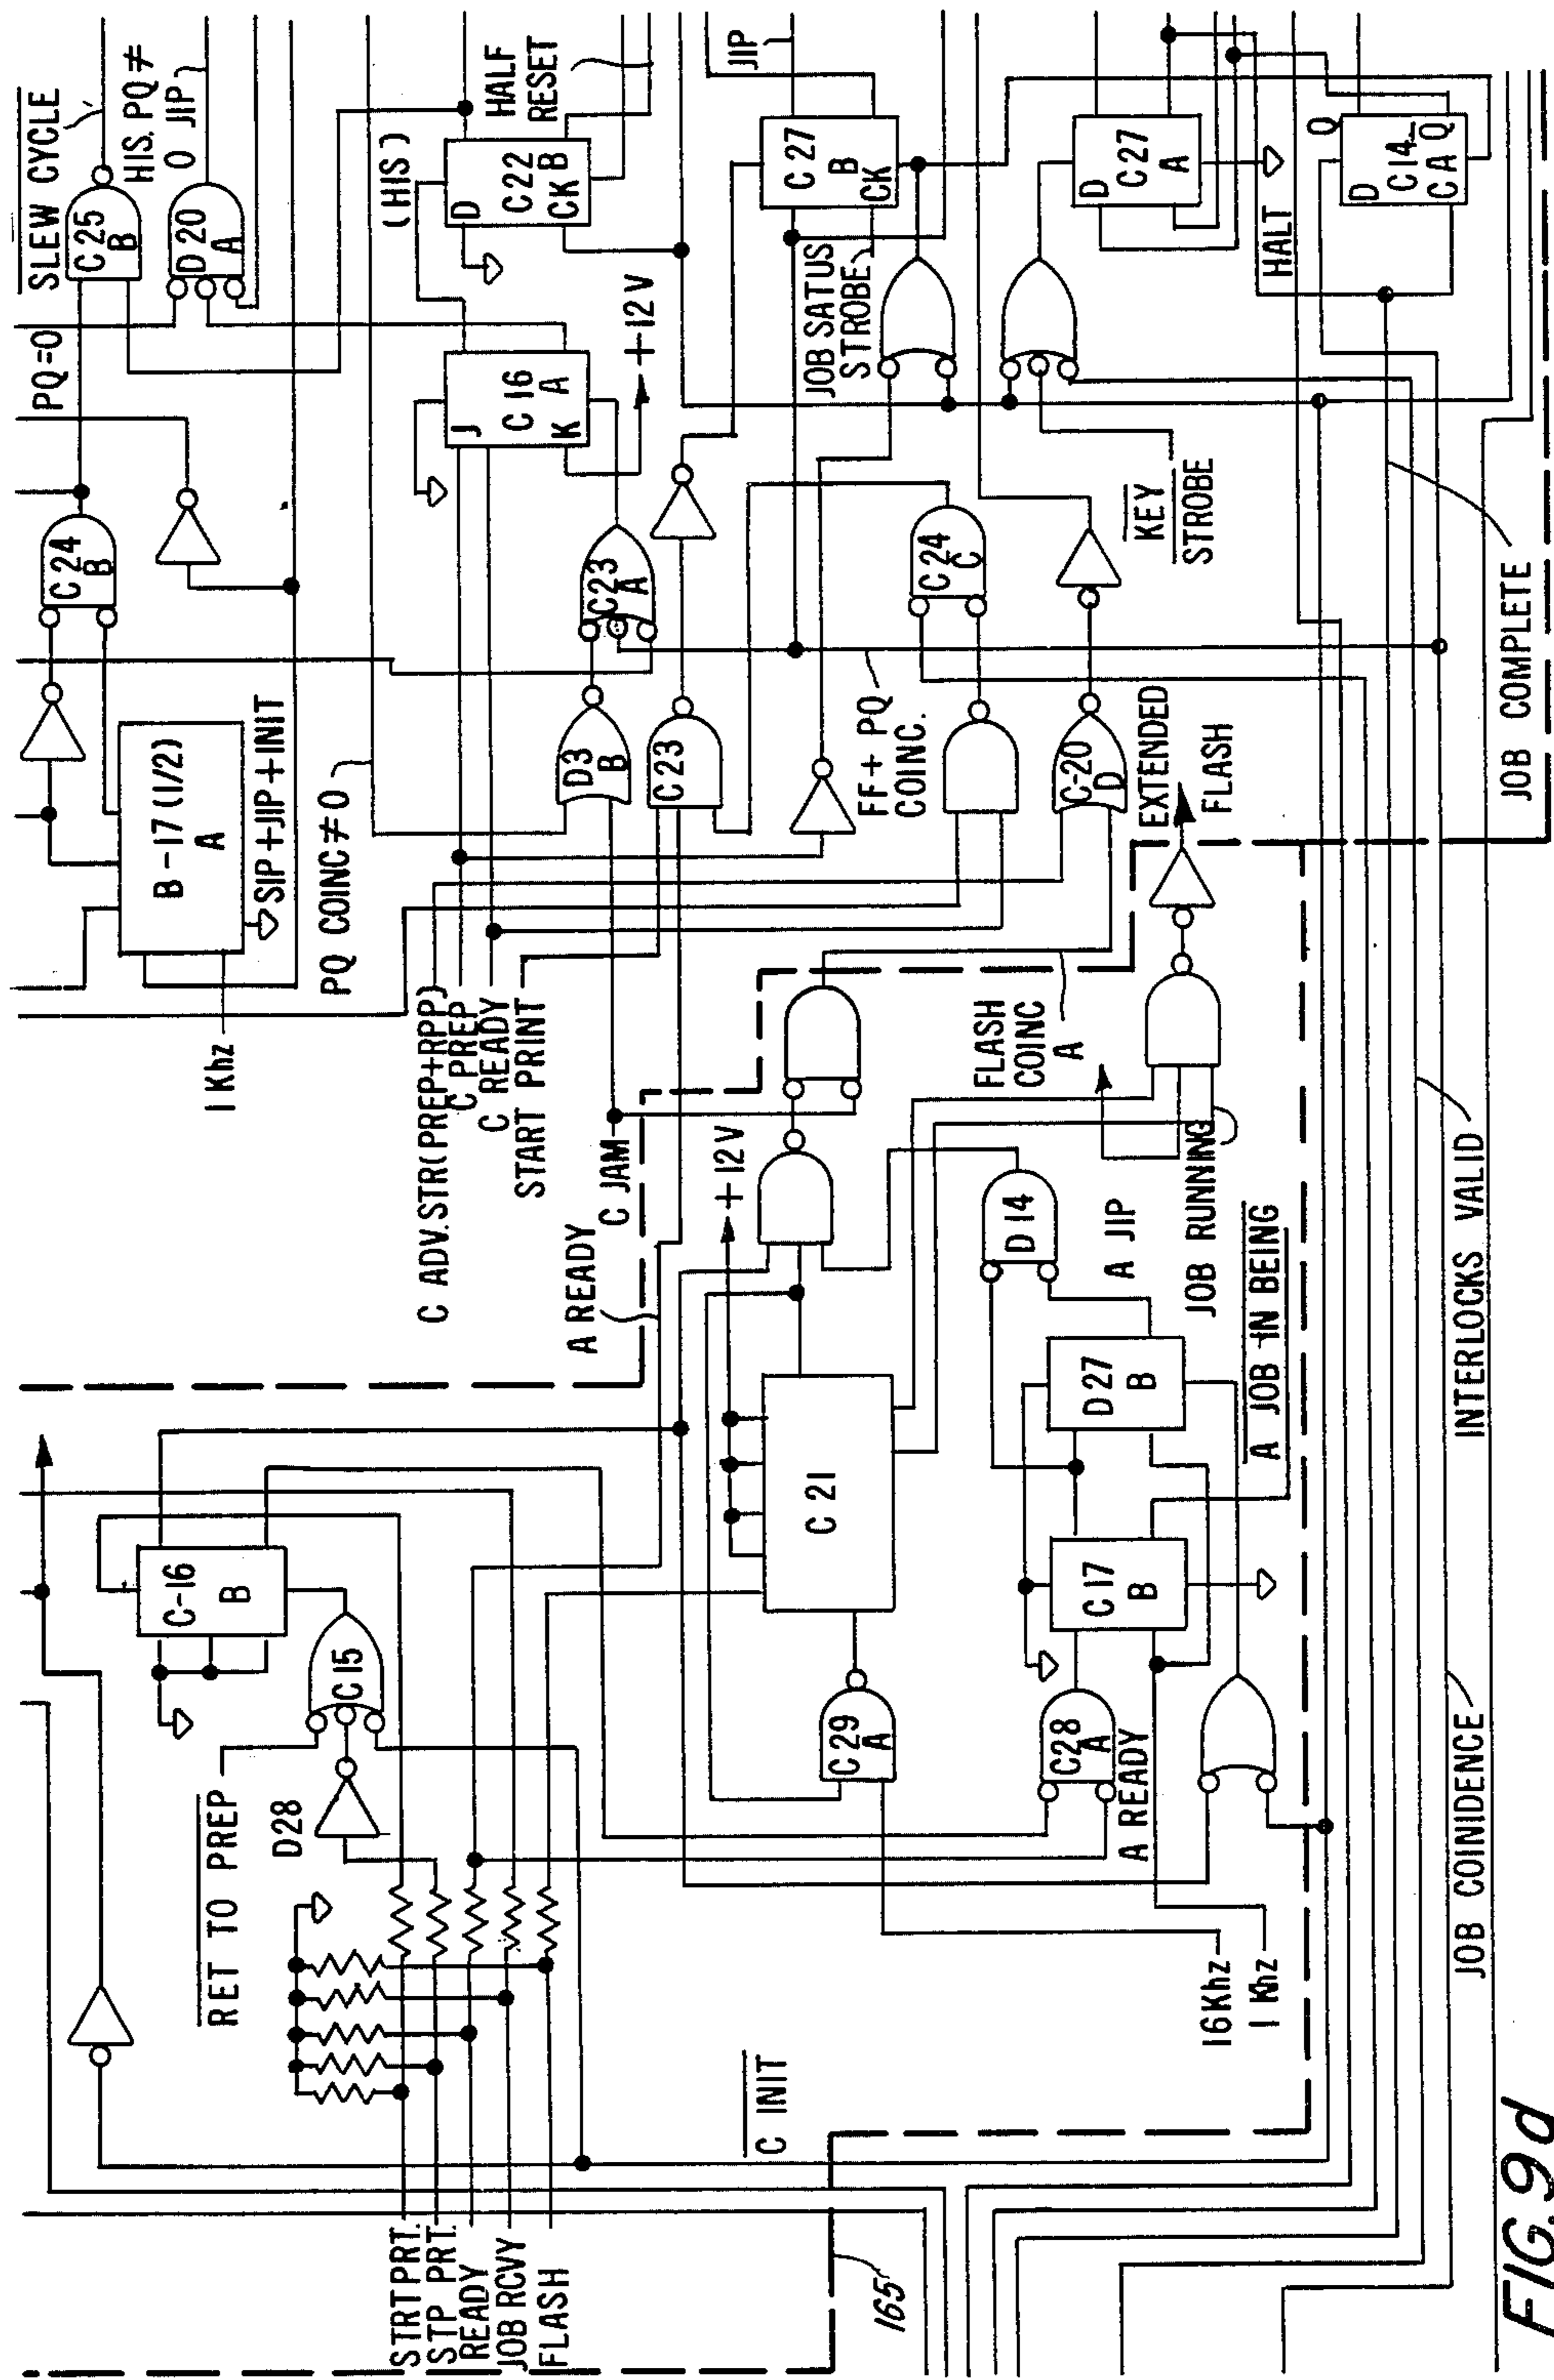 SLEW CYCLE
HIS. PQ ≠
0 JIP
C25
B
D20
A
PQ=0
C24
B
B-17 (1/2)
A
SIP+JIP+INIT
1 Khz
PQ COINC ≠ 0
(HIS)
HALF
RESET
D
C22
B
CK
J
C16
A
K
+12 V
C23
A
D3
B
C23
C ADV. STR(PREP+RPP)
C PREP
C READY
START PRINT
C JAM
A READY
JIP
C27
B
CK
JOB SATUS
STROBE
C24
C
FF+ PQ
COINC.
C-20
D
KEY
STROBE
D
C27
A
HALT
D
Q
C14
C A
Q
EXTENDED
FLASH
FLASH
COINC
A
JOB COMPLETE
C-16
B
C15
RET TO PREP
D28
+12V
C21
C29
A
D14
A JIP
JOB RUNNING
D27
B
C17
B
C28
A
A READY
A JOB IN BEING
16Khz
1 Khz
C INIT
STRT PRT.
STP PRT.
READY
JOB RCVY
FLASH
165
INTERLOCKS VALID
JOB COINIDENCE
FIG. 9d